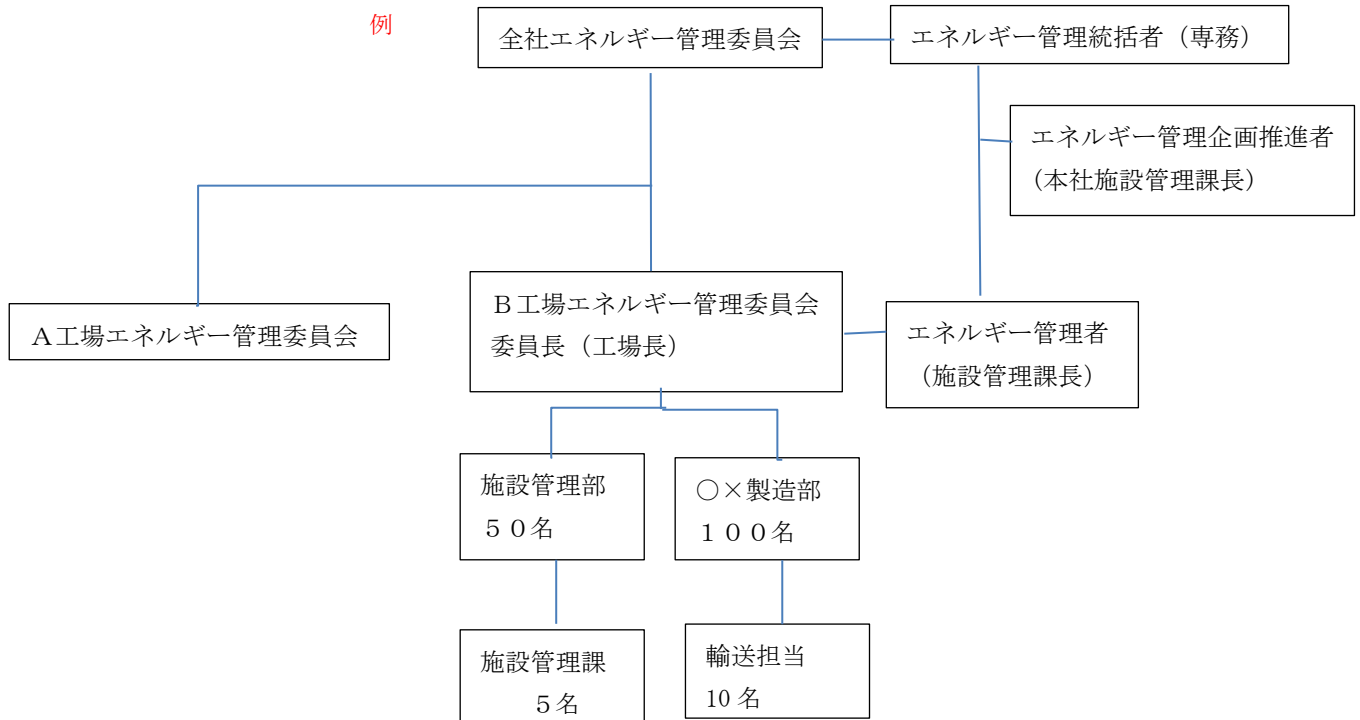 例
全社エネルギー管理委員会
エネルギー管理統括者（専務）
エネルギー管理企画推進者
（本社施設管理課長）
A工場エネルギー管理委員会
B工場エネルギー管理委員会
委員長（工場長）
エネルギー管理者
（施設管理課長）
施設管理部
５０名
○×製造部
１００名
施設管理課
５名
輸送担当
10名